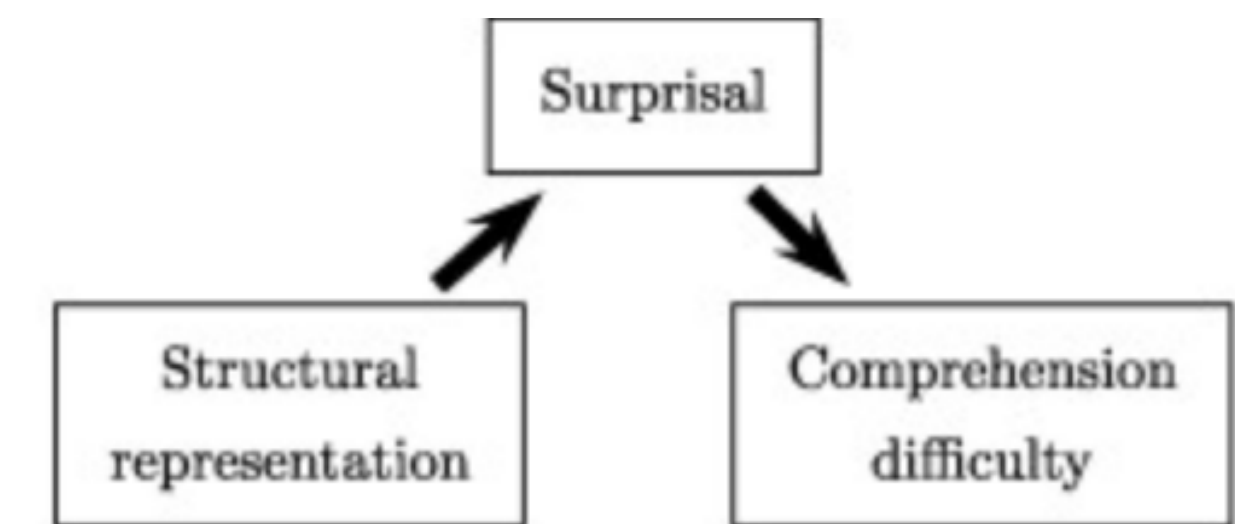 Surprisal
Structural
representation
Comprehension
difficulty